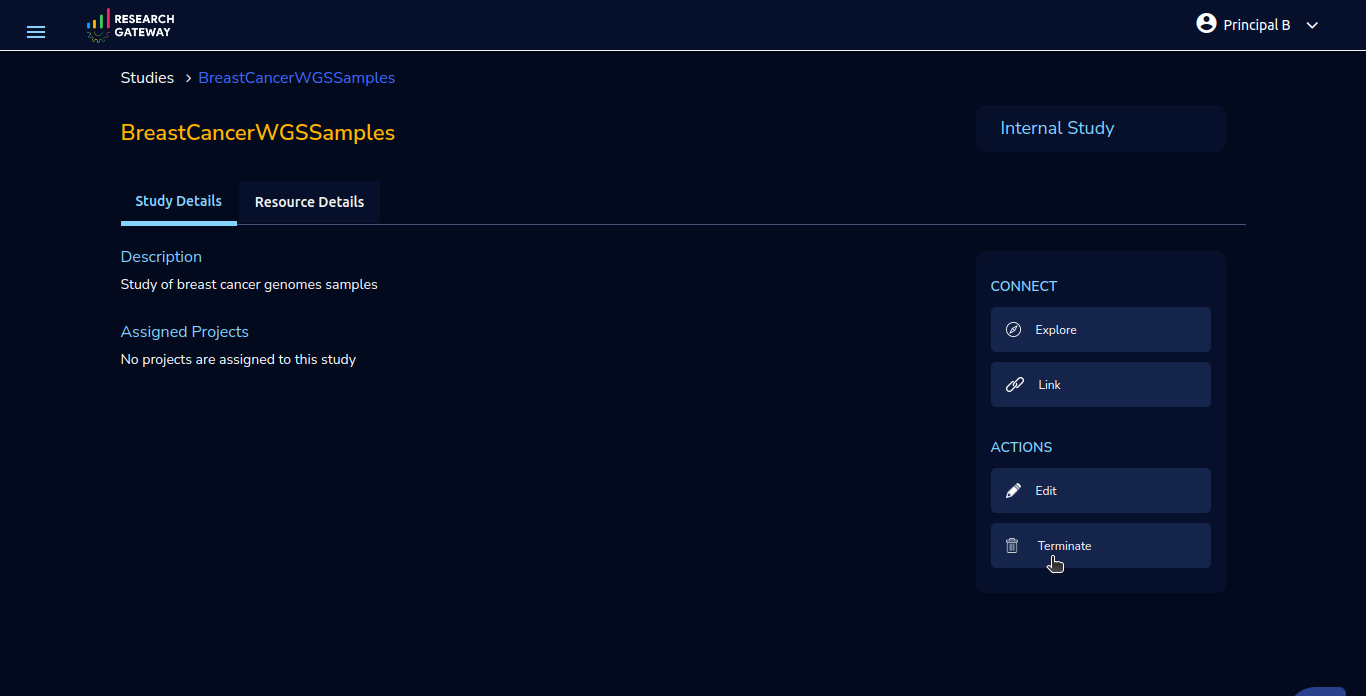 RESEARCH
GATEWAY
Principal B
Studies > BreastCancerWGSSamples
BreastCancerWGSSamples
Internal Study
Study Details
Resource Details
Description
Study of breast cancer genomes samples
Assigned Projects
No projects are assigned to this study
CONNECT
Explore
Link
ACTIONS
Edit
Terminate